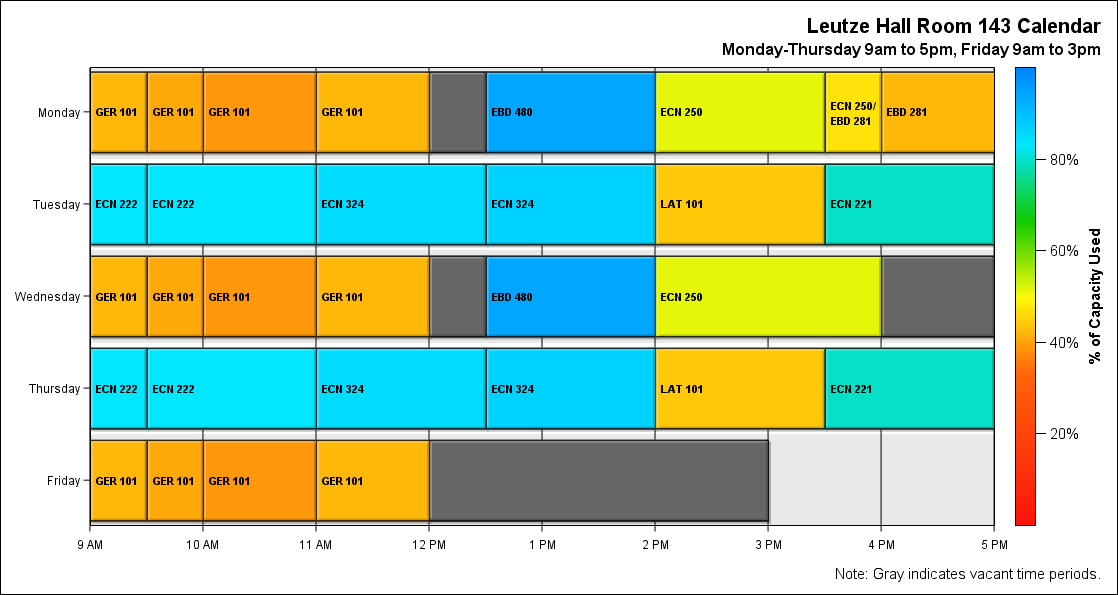 Leutze Hall Room 143 Calendar
Monday-Thursday 9am to 5pm, Friday 9am to 3pm
Monday
GER 101
GER 101
GER 101
GER 101
EBD 480
ECN 250
ECN 250/
EBD 281
EBD 281
Tuesday
ECN 222
ECN 222
ECN 324
ECN 324
LAT 101
ECN 221
Wednesday
GER 101
GER 101
GER 101
GER 101
EBD 480
ECN 250
Thursday
ECN 222
ECN 222
ECN 324
ECN 324
LAT 101
ECN 221
Friday
GER 101
GER 101
GER 101
GER 101
9 AM
10 AM
11 AM
12 PM
1 PM
2 PM
3 PM
4 PM
5 PM
80%
60%
40%
20%
% of Capacity Used
Note: Gray indicates vacant time periods.